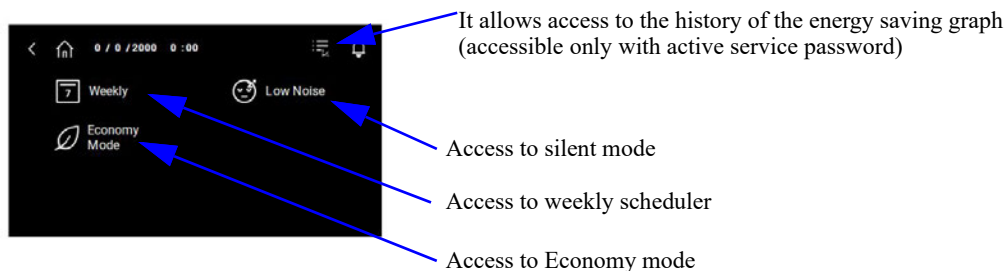 It allows access to the history of the energy saving graph
(accessible only with active service password)
0 / 0 /2000 0 :00
7 Weekly
Low Noise
Economy
Mode
Access to silent mode
Access to weekly scheduler
Access to Economy mode